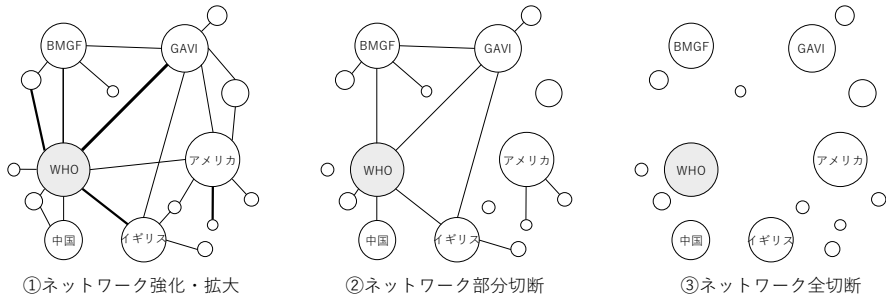 BMGF
GAVI
WHO
アメリカ
中国
イギリス
①ネットワーク強化・拡大
BMGF
GAVI
WHO
アメリカ
中国
イギリス
②ネットワーク部分切断
BMGF
GAVI
WHO
アメリカ
中国
イギリス
③ネットワーク全切断